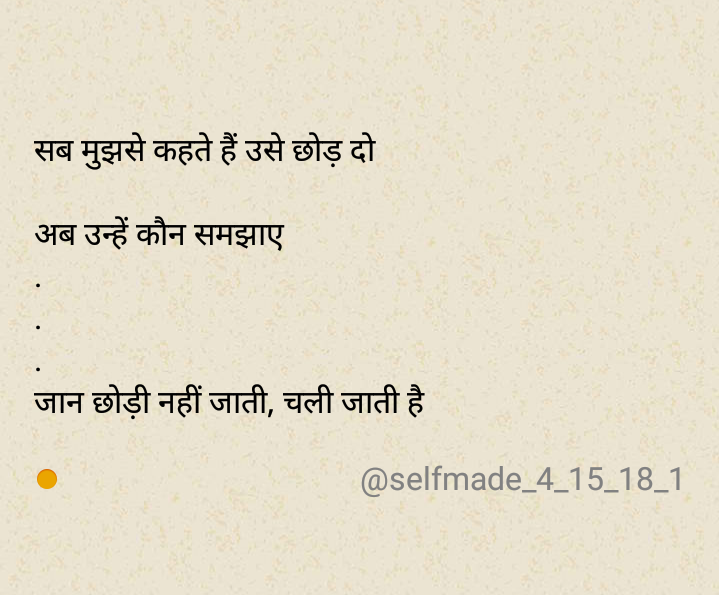 सब मुझसे कहते हैं उसे छोड़ दो
अब उन्हें कौन समझाए
.
.
.
जान छोड़ी नहीं जाती, चली जाती है
@selfmade_4_15_18_1